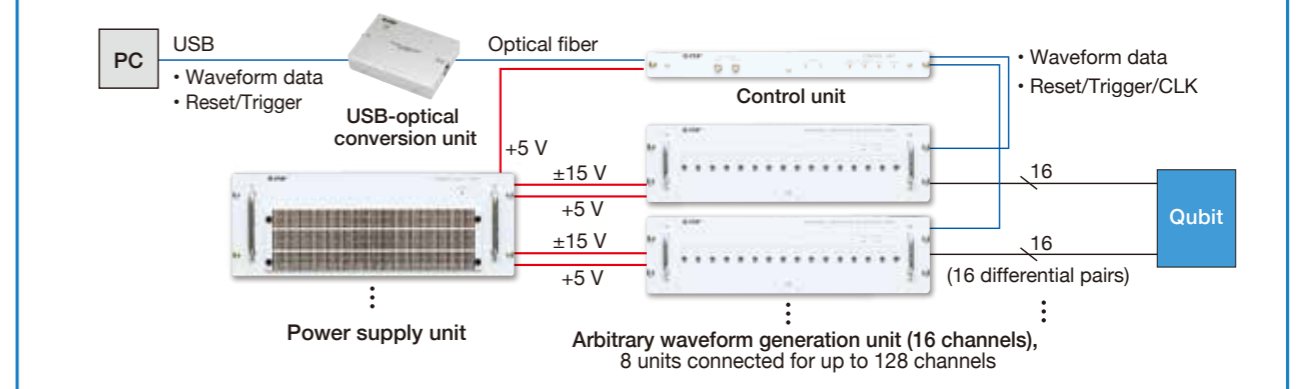 PC
USB
• Waveform data
• Reset/Trigger
USB-optical
conversion unit
Optical fiber
Control unit
• Waveform data
• Reset/Trigger/CLK
+5 V
±15 V
+5 V
±15 V
+5 V
16
16
(16 differential pairs)
Qubit
Power supply unit
Arbitrary waveform generation unit (16 channels),
8 units connected for up to 128 channels